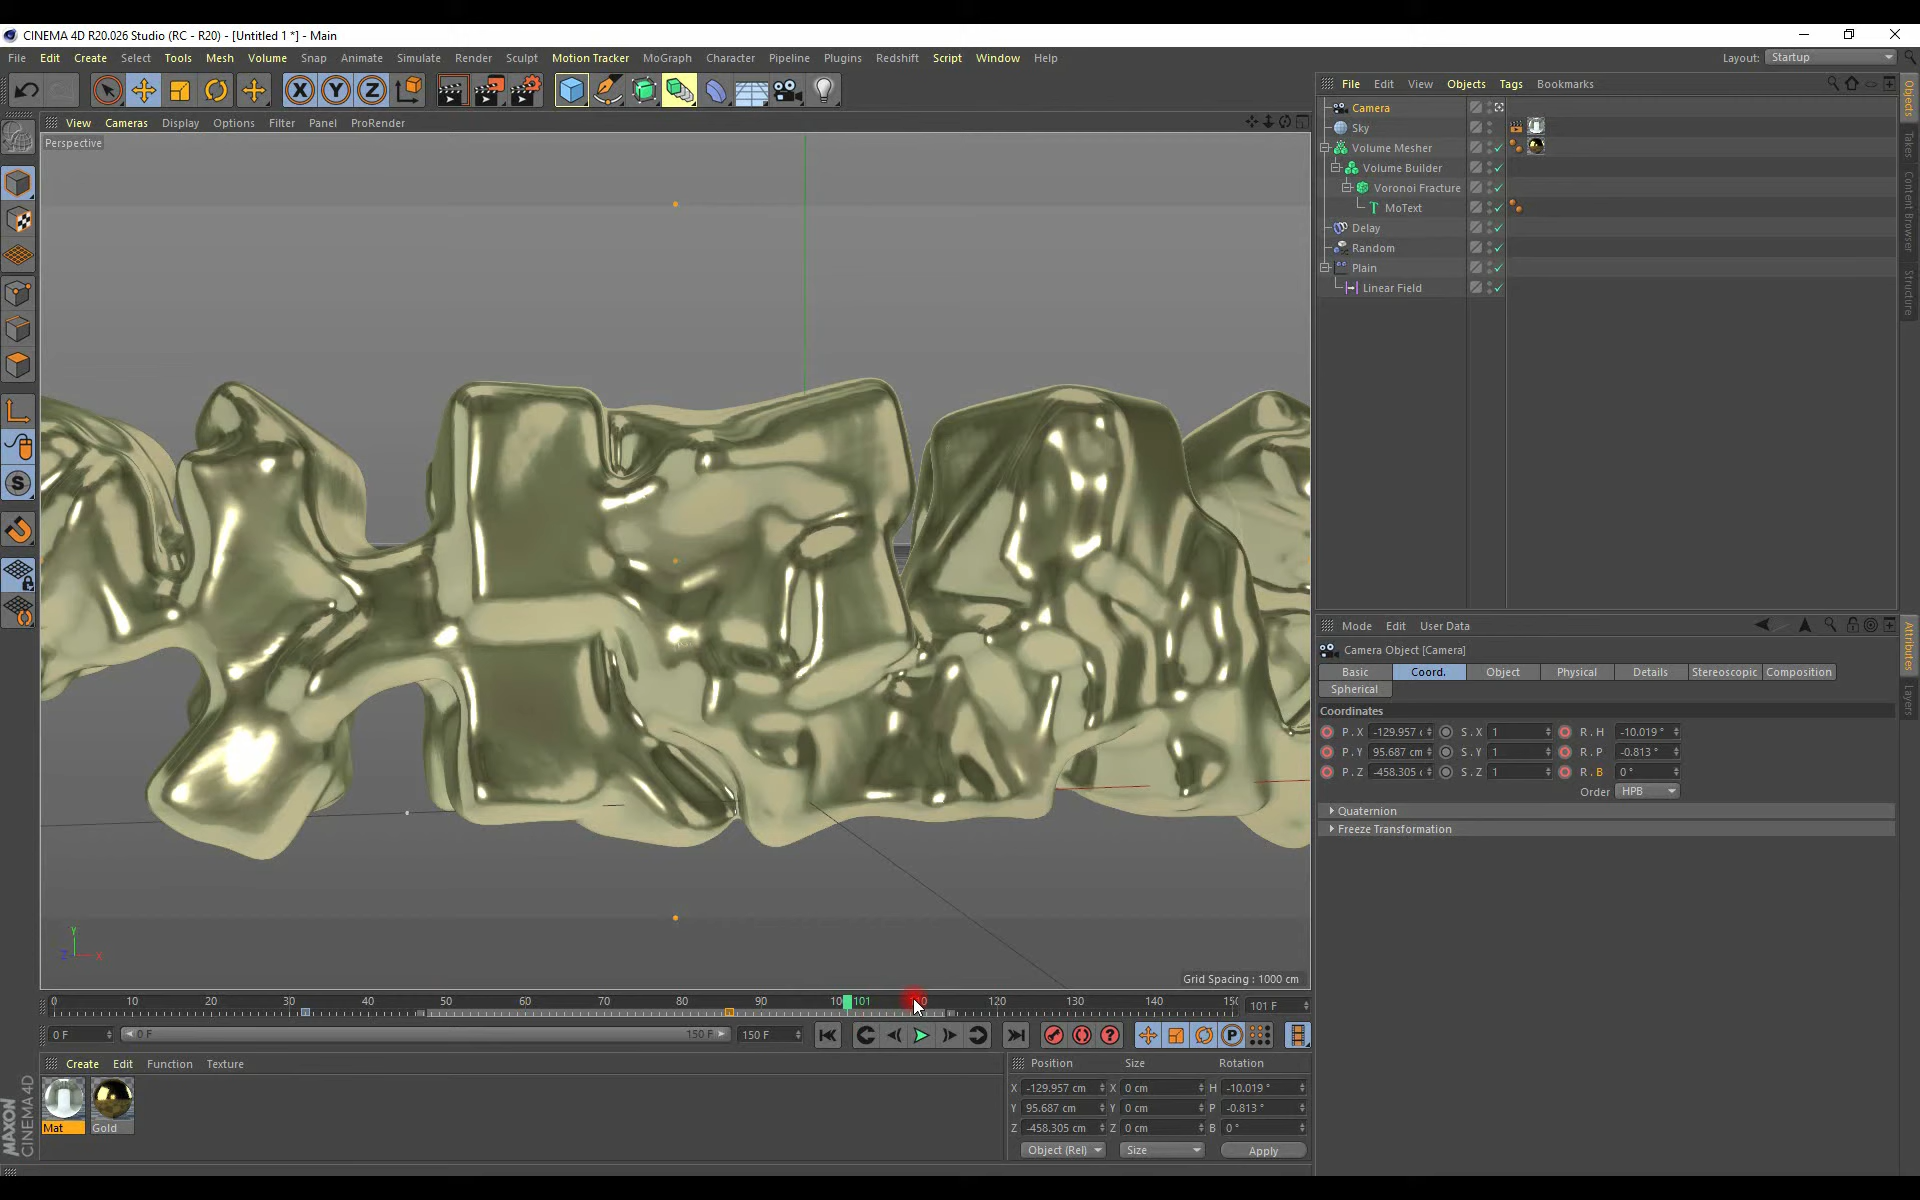 CINEMA 4D R20.026 Studio (RC - R20) - [Untitled 1 *] - Main
File Edit Create Select Tools Mesh Volume Snap Animate Simulate Render Sculpt Motion Tracker MoGraph Character Pipeline Plugins Redshift Script Window Help Layout: Startup
File Edit View Objects Tags Bookmarks
View Cameras Display Options Filter Panel ProRender
Perspective
Camera
Sky
Volume Mesher
Volume Builder
Voronoi Fracture
MoText
Delay
Random
Plain
Linear Field
Objects
Takes
Content Browser
Structure
Mode Edit User Data
Camera Object [Camera]
Basic Coord. Object Physical Details Stereoscopic Composition
Spherical
Coordinates
P . X -129.957 S . X 1 R . H -10.019 °
P . Y 95.687 cm S . Y 1 R . P -0.813 °
P . Z -458.305 S . Z 1 R . B 0 °
Order HPB
Quaternion
Freeze Transformation
Attributes
Layers
Y
Z X
Grid Spacing : 1000 cm
0 10 20 30 40 50 60 70 80 90 101 120 130 140 101 F
0 F 0 F 150 F 150 F
Create Edit Function Texture
Mat Gold
Position Size Rotation
X -129.957 cm X 0 cm H -10.019 °
Y 95.687 cm Y 0 cm P -0.813 °
Z -458.305 cm Z 0 cm B 0 °
Object (Rel) Size Apply
MAXON
CINEMA 4D